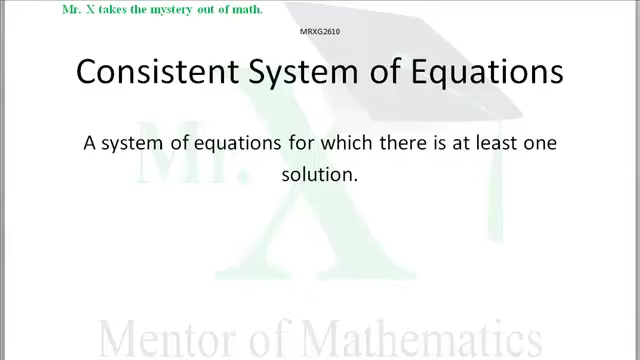 Mr. X takes the mystery out of math.
MRXG2610
Consistent System of Equations
A system of equations for which there is at least one
solution.
Mr. X
Mentor of Mathematics